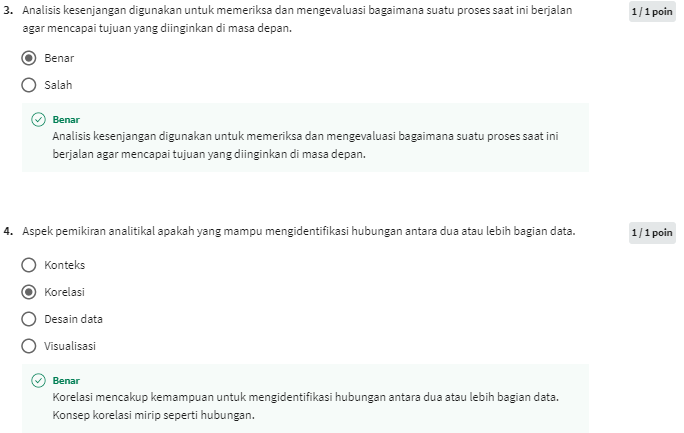 3. Analisis kesenjangan digunakan untuk memeriksa dan mengevaluasi bagaimana suatu proses saat ini berjalan
agar mencapai tujuan yang diinginkan di masa depan.
1 / 1 poin
Benar
Salah
Benar
Analisis kesenjangan digunakan untuk memeriksa dan mengevaluasi bagaimana suatu proses saat ini
berjalan agar mencapai tujuan yang diinginkan di masa depan.
4. Aspek pemikiran analitikal apakah yang mampu mengidentifikasi hubungan antara dua atau lebih bagian data.
1 / 1 poin
Konteks
Korelasi
Desain data
Visualisasi
Benar
Korelasi mencakup kemampuan untuk mengidentifikasi hubungan antara dua atau lebih bagian data.
Konsep korelasi mirip seperti hubungan.